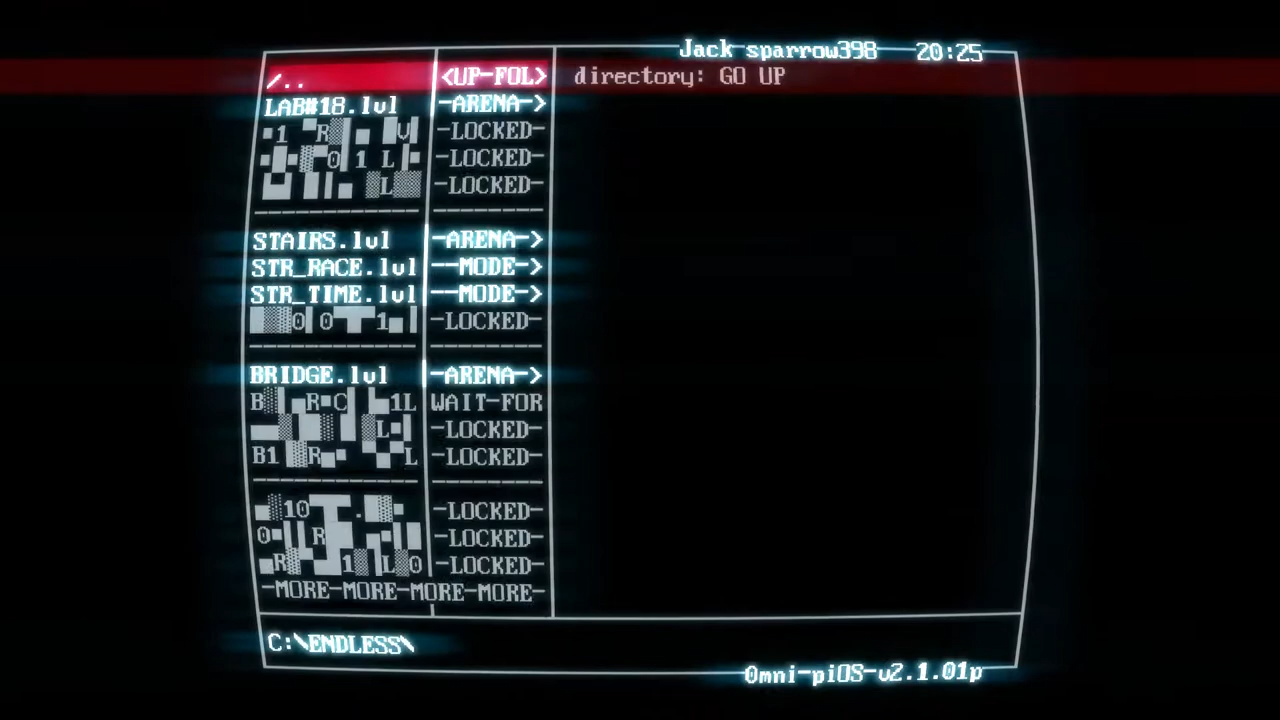 Jack sparrow398 20:25
/.. <UP-FOL> directory: GO UP
LAB#18.lvl -ARENA->
-LOCKED-
-LOCKED-
-LOCKED-
STAIRS.lvl -ARENA->
STR_RACE.lvl --MODE->
STR_TIME.lvl --MODE->
-LOCKED-
BRIDGE.lvl -ARENA->
WAIT-FOR
-LOCKED-
-LOCKED-
-LOCKED-
-LOCKED-
-LOCKED-
-MORE-MORE-MORE-MORE-
C:\ENDLESS\
0mni-piOS-v2.1.01p